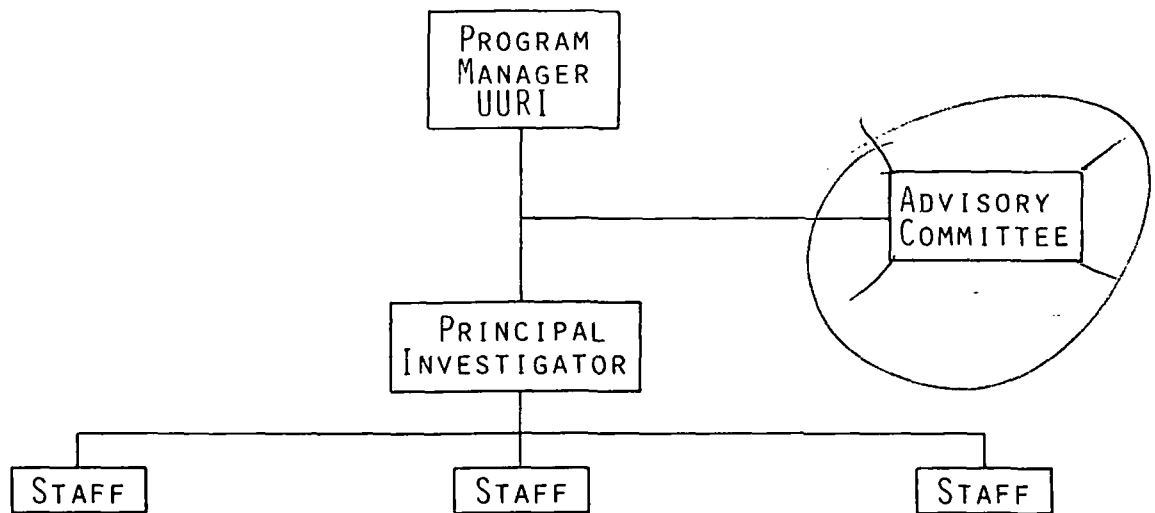 PROGRAM
MANAGER
UURI
ADVISORY
COMMITTEE
PRINCIPAL
INVESTIGATOR
STAFF
STAFF
STAFF